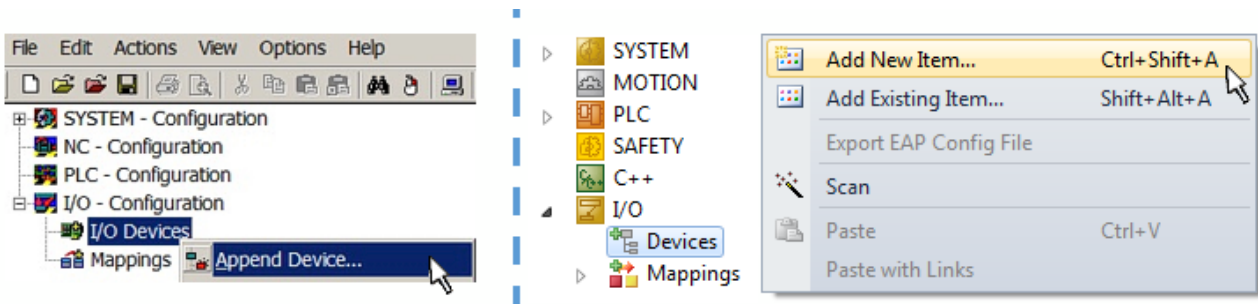 File Edit Actions View Options Help
SYSTEM - Configuration
NC - Configuration
PLC - Configuration
I/O - Configuration
I/O Devices
Mappings
Append Device...
SYSTEM
MOTION
PLC
SAFETY
C++
I/O
Devices
Mappings
Add New Item... Ctrl+Shift+A
Add Existing Item... Shift+Alt+A
Export EAP Config File
Scan
Paste Ctrl+V
Paste with Links